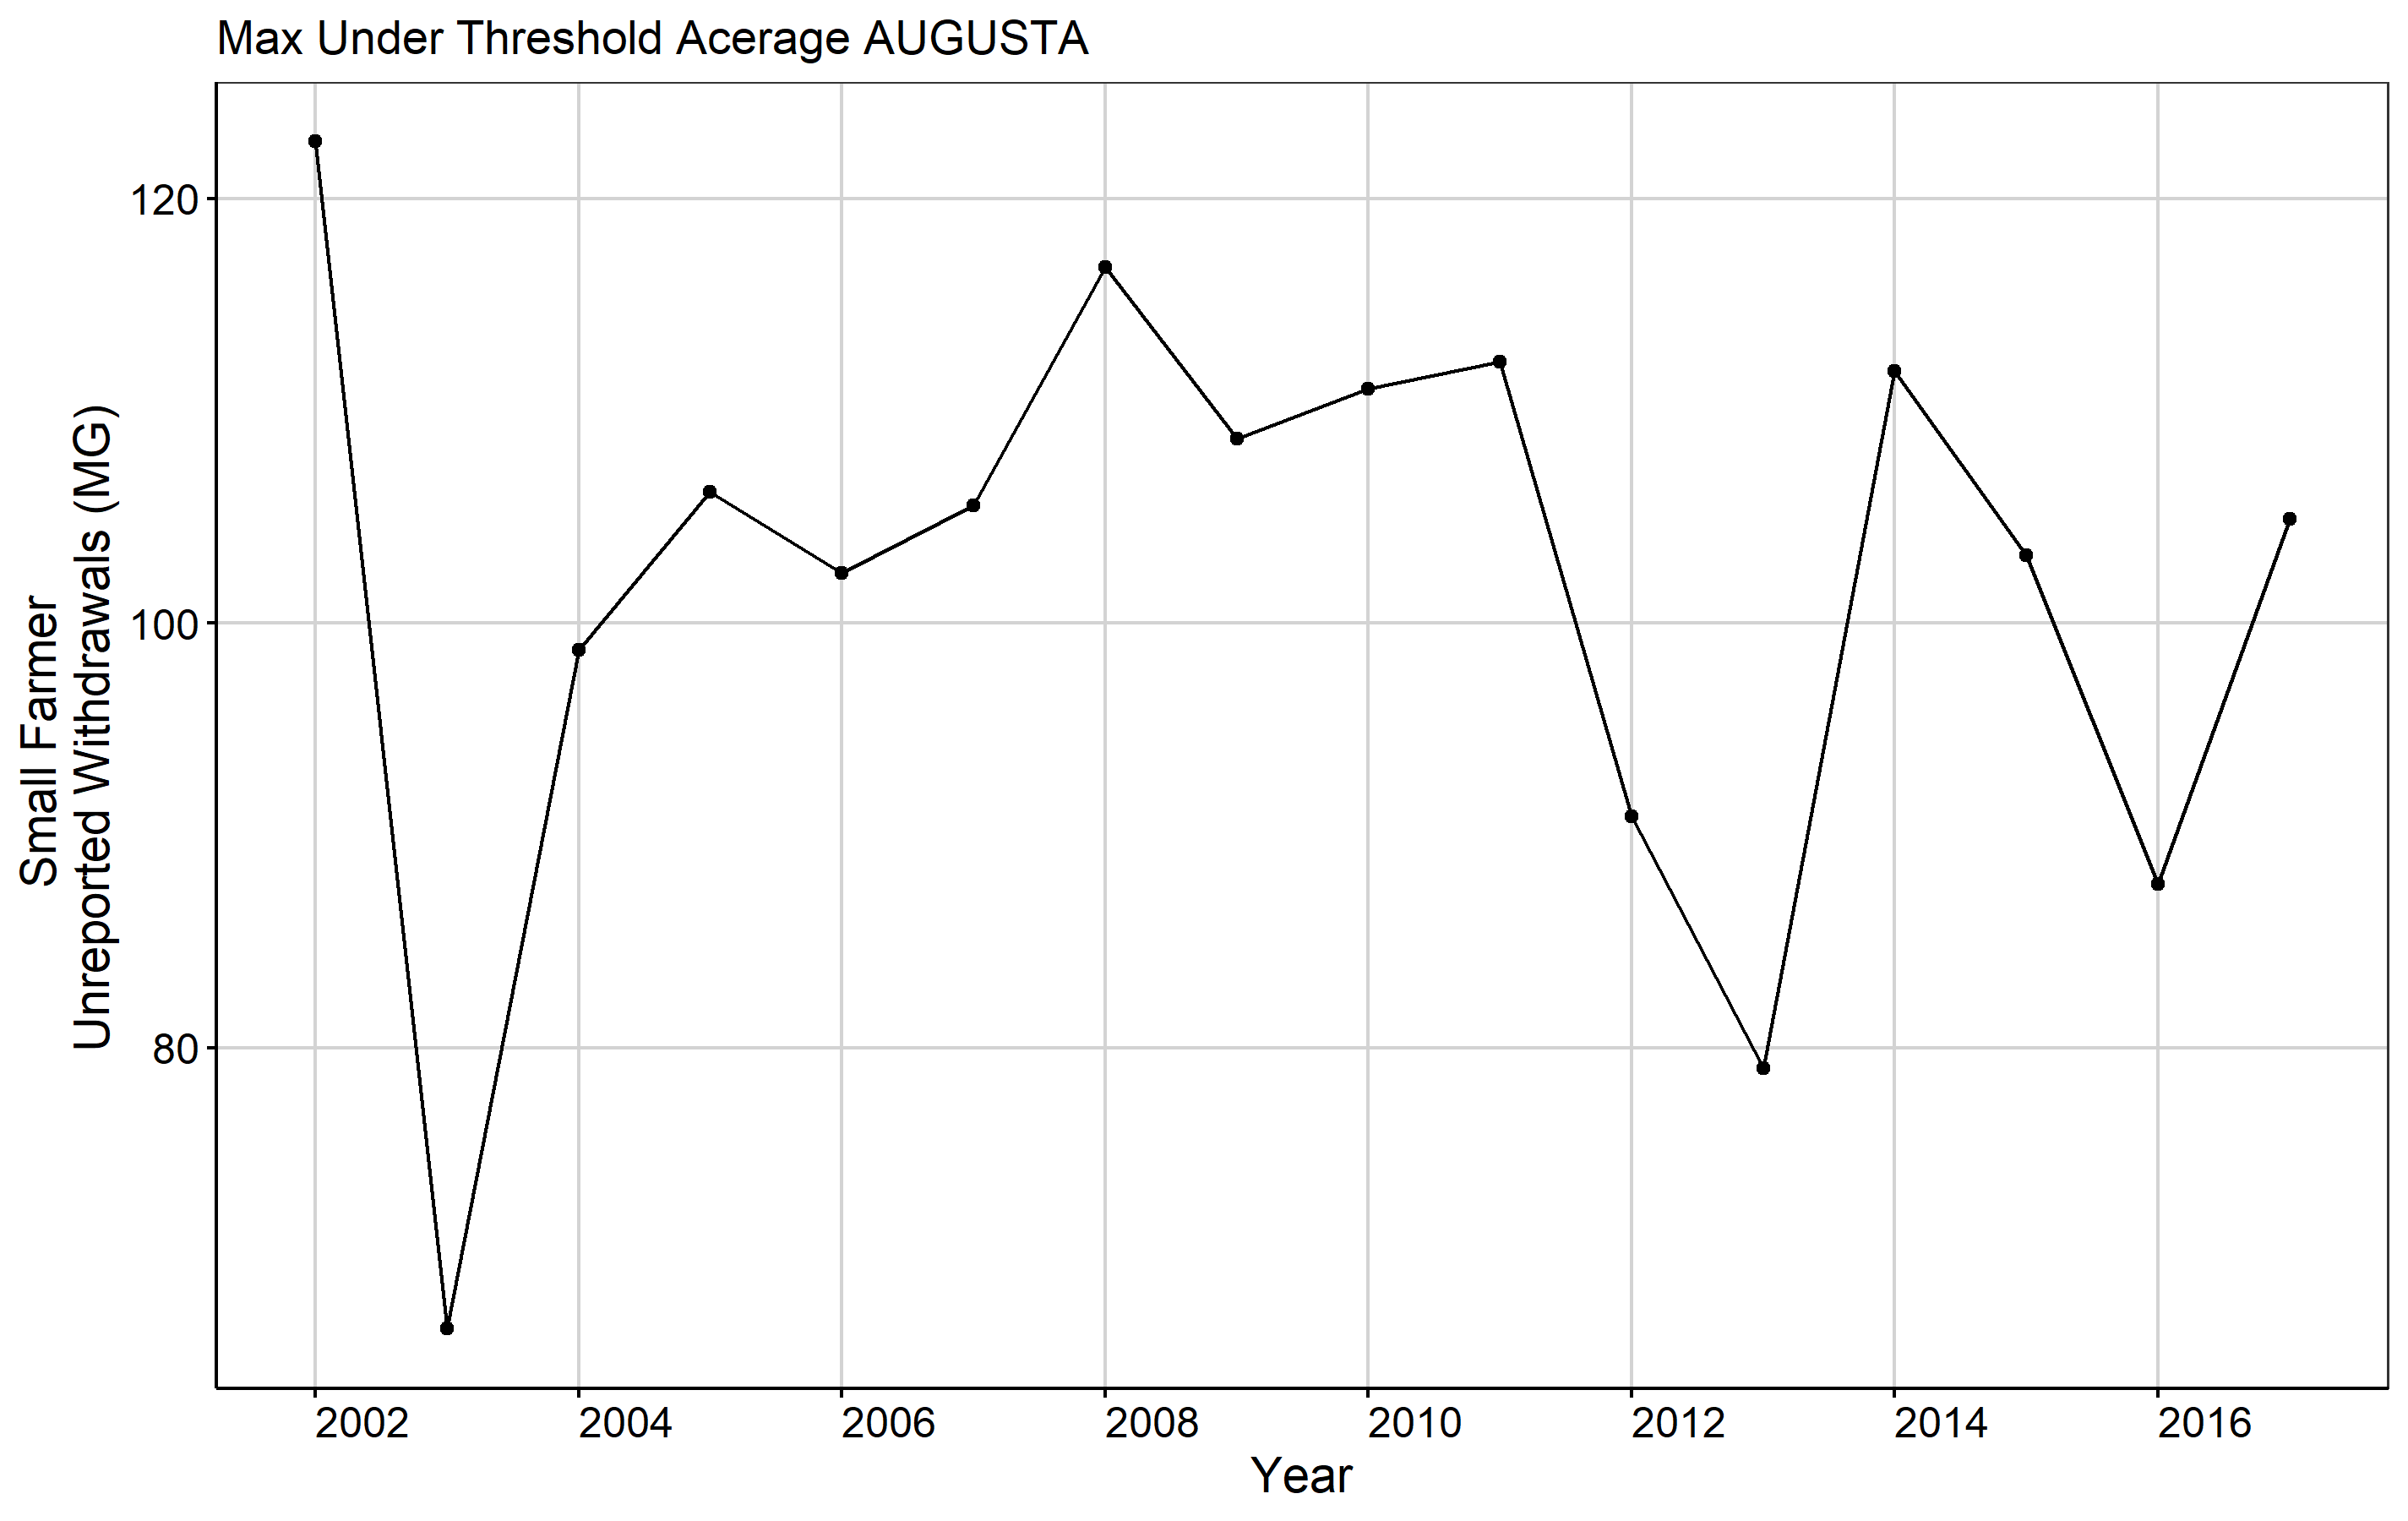 Max Under Threshold Acerage AUGUSTA
Small Farmer
Unreported Withdrawals (MG)
120
100
80
2002 2004 2006 2008 2010 2012 2014 2016
Year